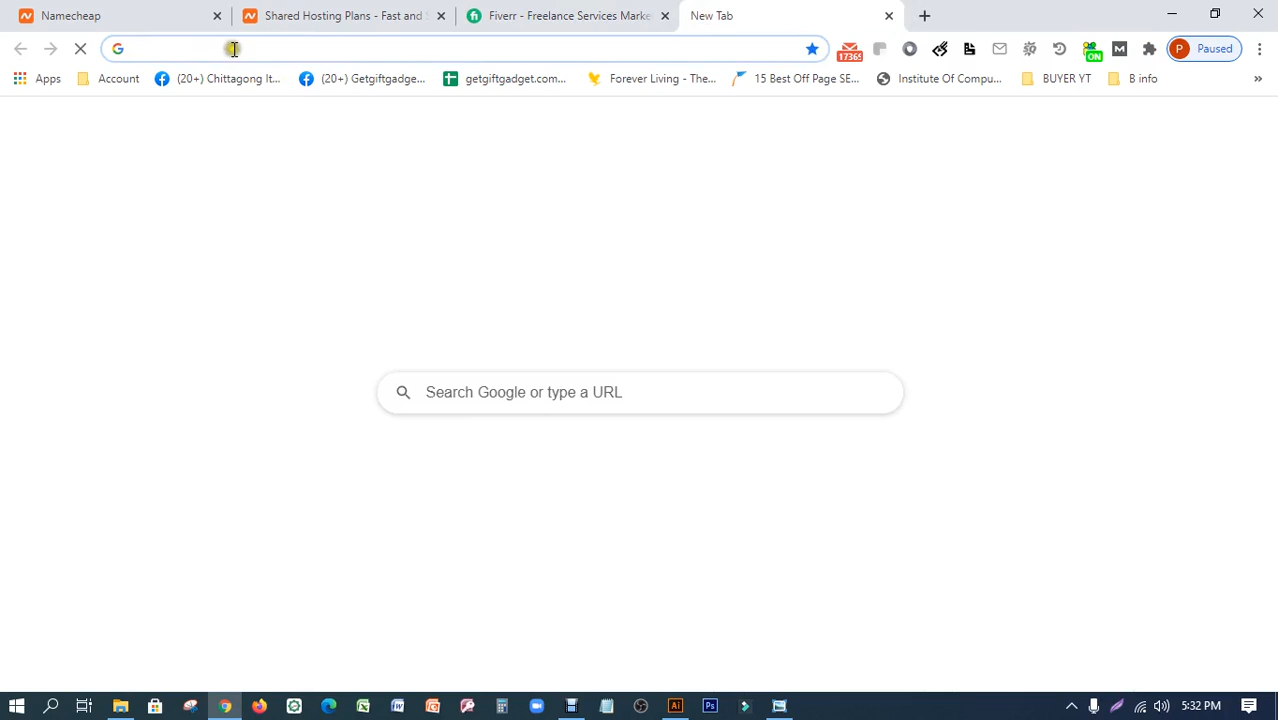 Namecheap
Shared Hosting Plans - Fast and
Fiverr - Freelance Services Marke
New Tab
17365
ON
P
Paused
Apps
Account
(20+) Chittagong It...
(20+) Getgiftgadge...
getgiftgadget.com...
Forever Living - The...
15 Best Off Page SE...
Institute Of Compu...
BUYER YT
B info
»
Search Google or type a URL
5:32 PM